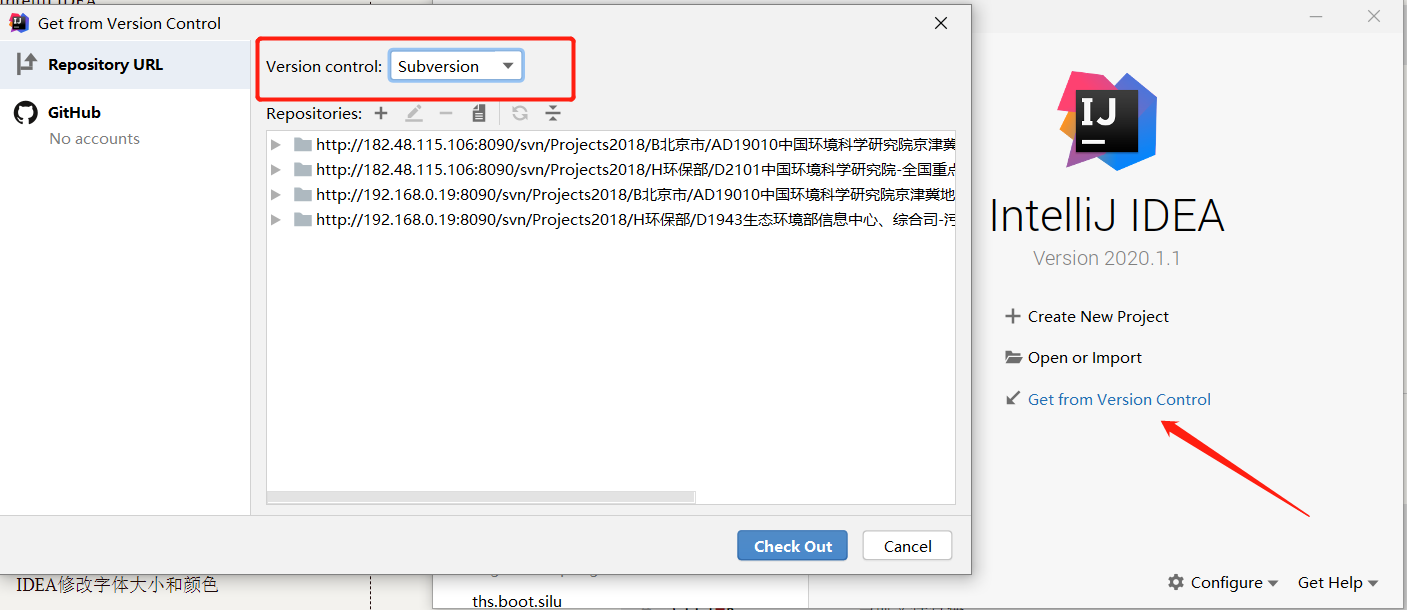 Get from Version Control
Repository URL
GitHub
No accounts
Version control: Subversion
Repositories:
http://182.48.115.106:8090/svn/Projects2018/B北京市/AD19010中国环境科学研究院京津冀
http://182.48.115.106:8090/svn/Projects2018/H环保部/D2101中国环境科学研究院-全国重点
http://192.168.0.19:8090/svn/Projects2018/B北京市/AD19010中国环境科学研究院京津冀地
http://192.168.0.19:8090/svn/Projects2018/H环保部/D1943生态环境部信息中心、综合司-污
Check Out
Cancel
IJ
IntelliJ IDEA
Version 2020.1.1
Create New Project
Open or Import
Get from Version Control
Configure
Get Help
IDEA修改字体大小和颜色
ths.boot.silu